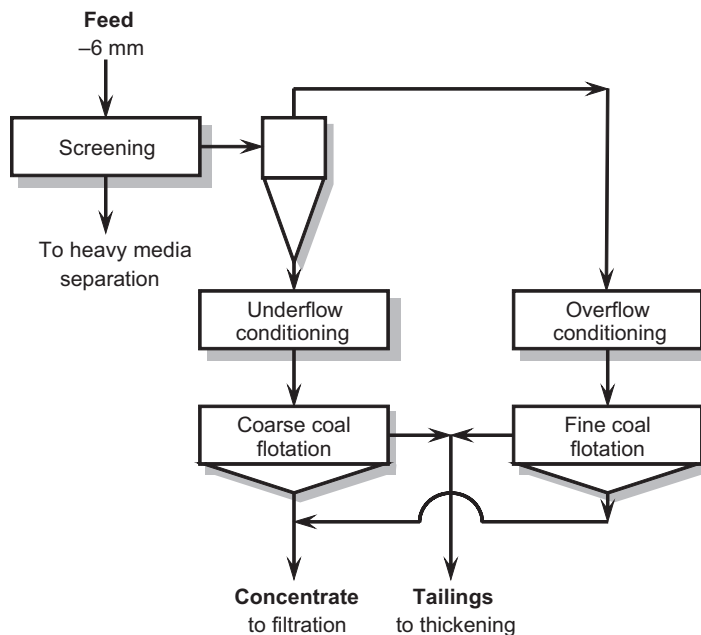 Feed
–6 mm
Screening
To heavy media
separation
Underflow
conditioning
Overflow
conditioning
Coarse coal
flotation
Fine coal
flotation
Concentrate
to filtration
Tailings
to thickening